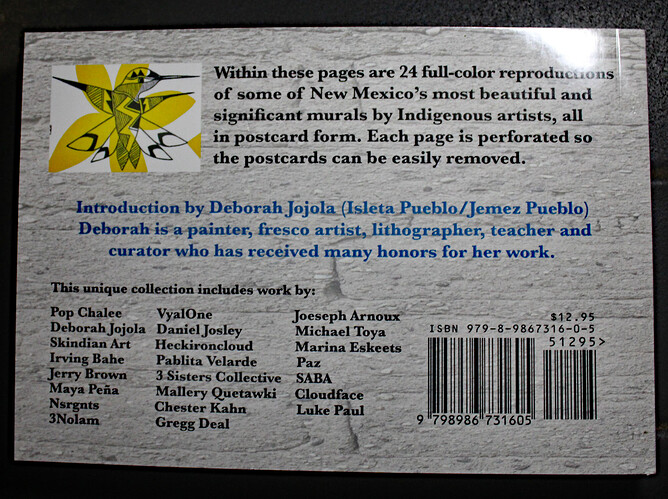 Within these pages are 24 full-color reproductions
of some of New Mexico's most beautiful and
significant murals by Indigenous artists, all
in postcard form. Each page is perforated so
the postcards can be easily removed.
Introduction by Deborah Jojola (Isleta Pueblo/Jemez Pueblo)
Deborah is a painter, fresco artist, lithographer, teacher and
curator who has received many honors for her work.
This unique collection includes work by:
Pop Chalee
Deborah Jojola
Skindian Art
Irving Bahe
Jerry Brown
Maya Peña
Nsrgnts
3Nolam
VyalOne
Daniel Josley
Heckironcloud
Pablita Velarde
3 Sisters Collective
Mallery Quetawki
Chester Kahn
Gregg Deal
Joeseph Arnoux
Michael Toya
Marina Eskeets
Paz
SABA
Cloudface
Luke Paul
$12.95
ISBN 979-8-9867316-0-5
51295>
9 798986 731605